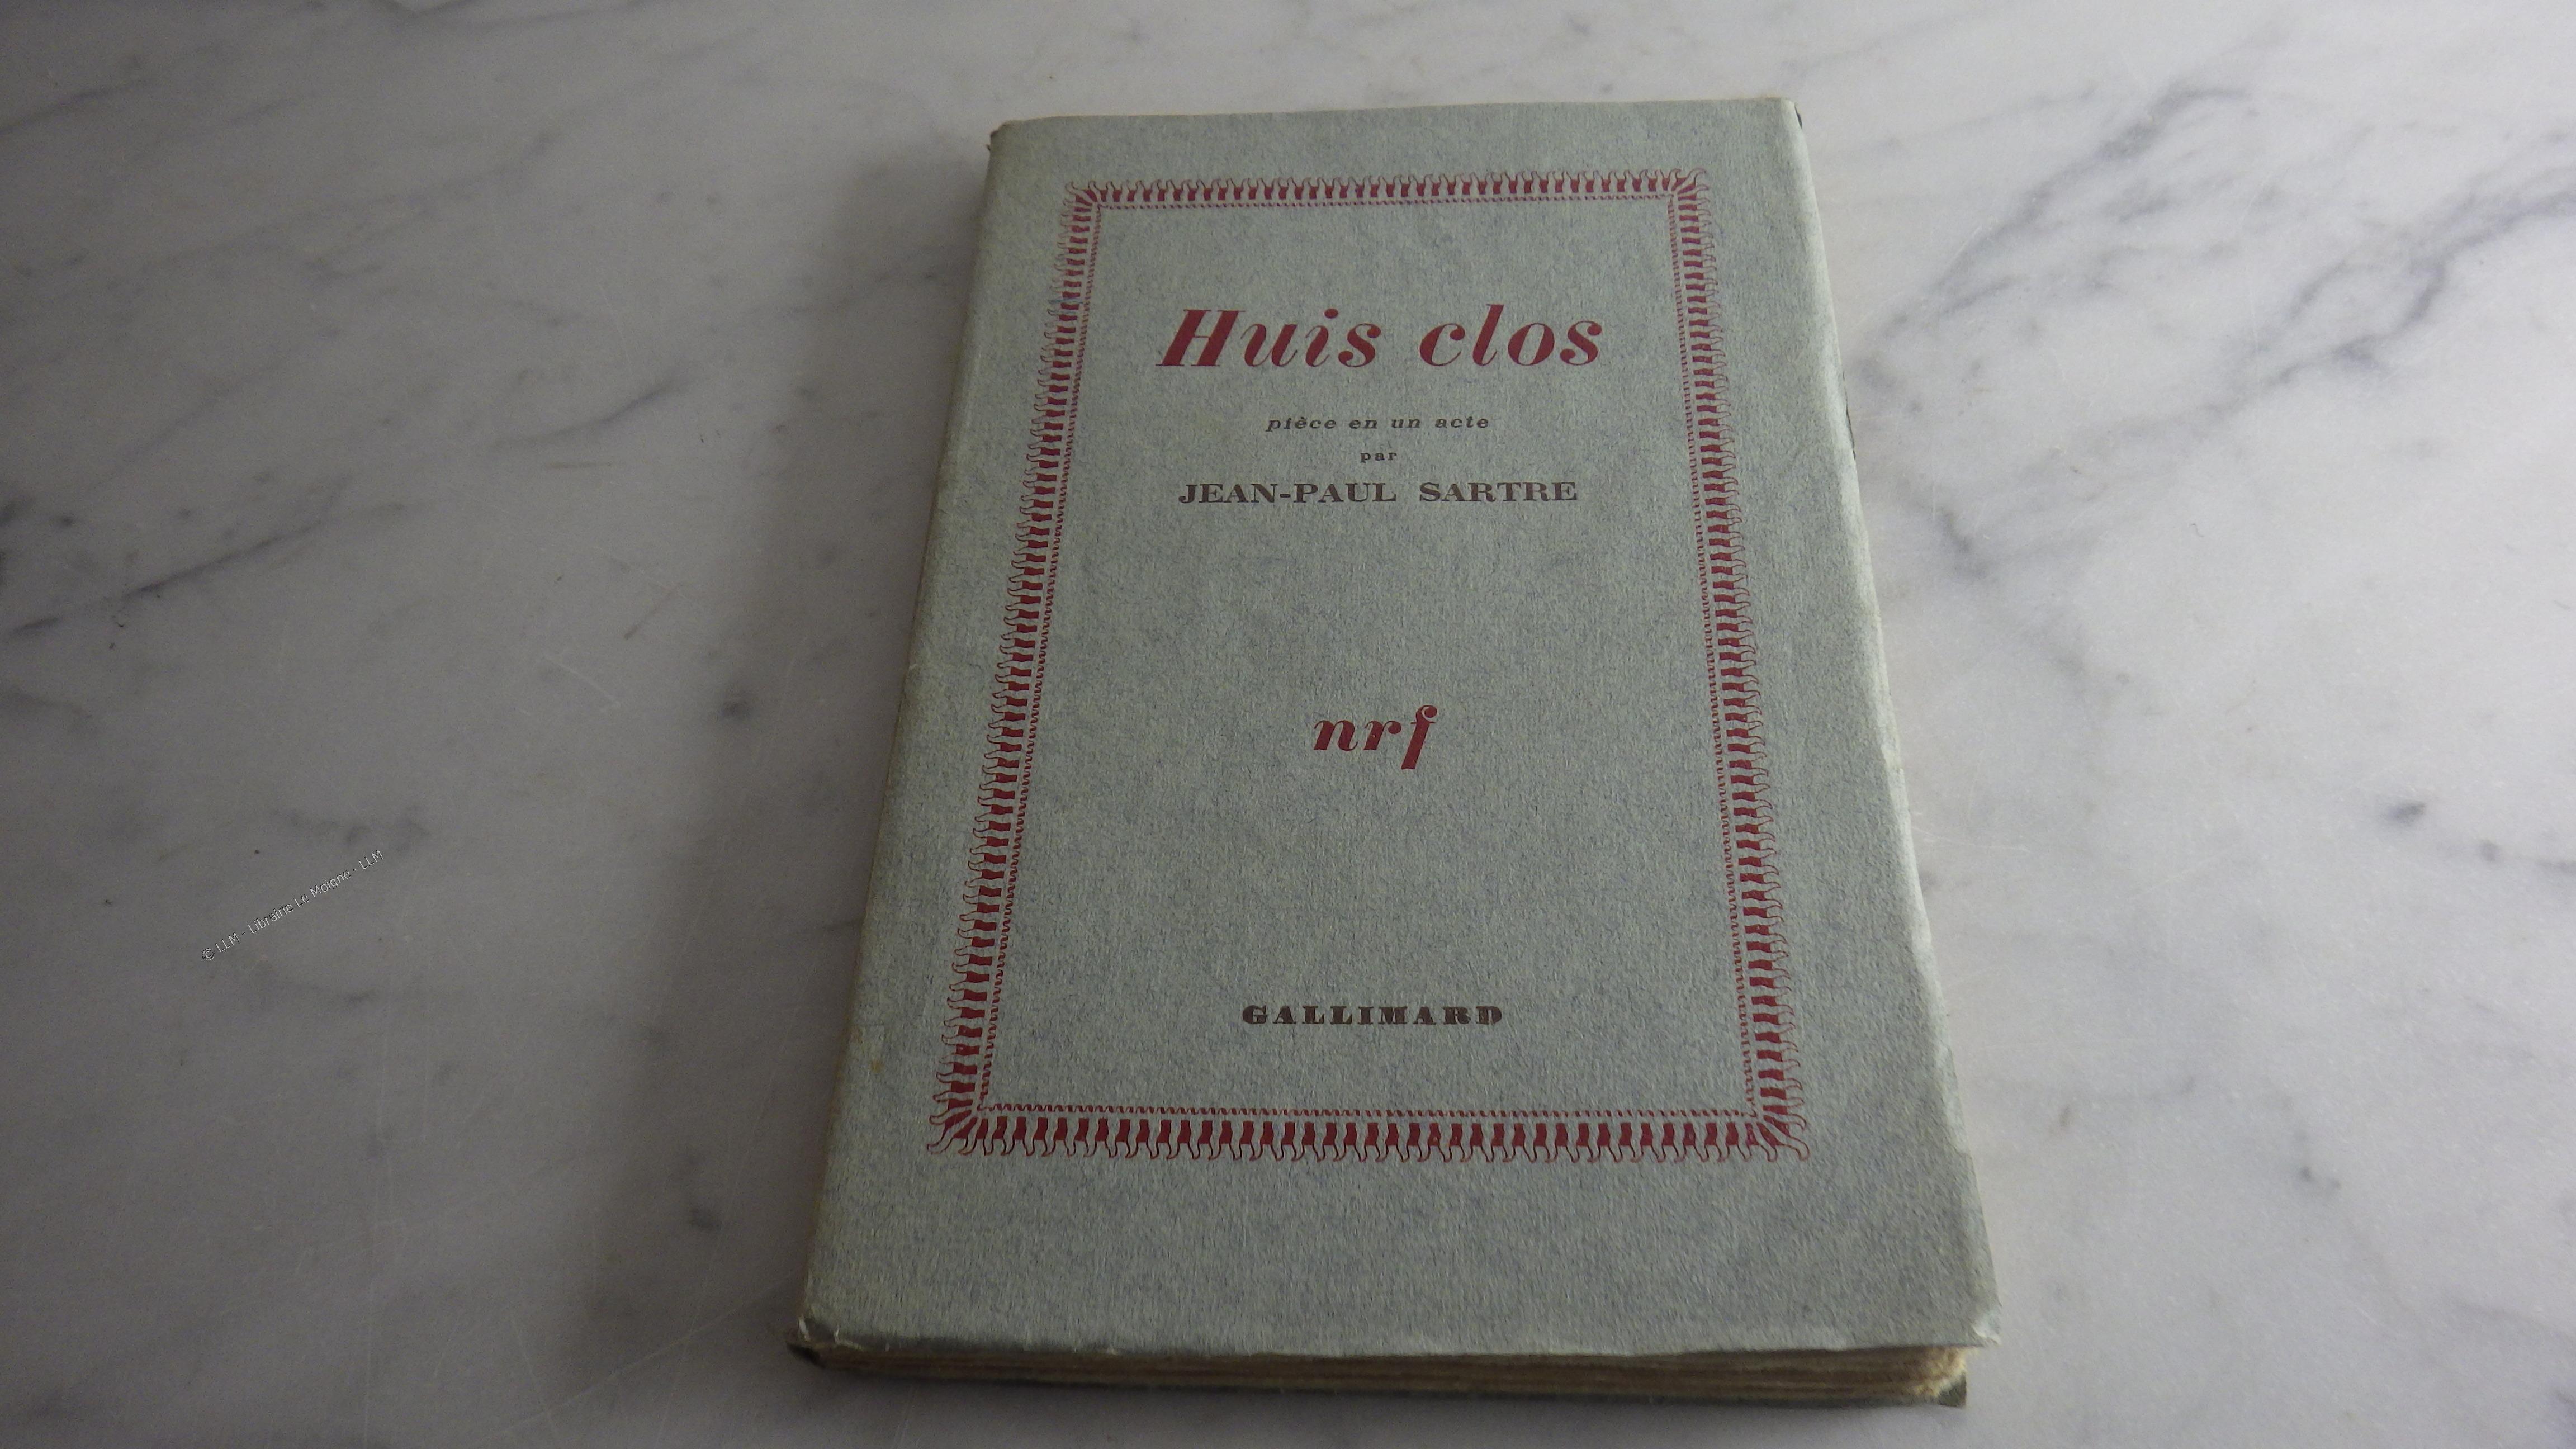 Huis clos
pièce en un acte
par
JEAN-PAUL SARTRE
nrf
GALLIMARD
© LLM - Librairie Le Moigne - LLM